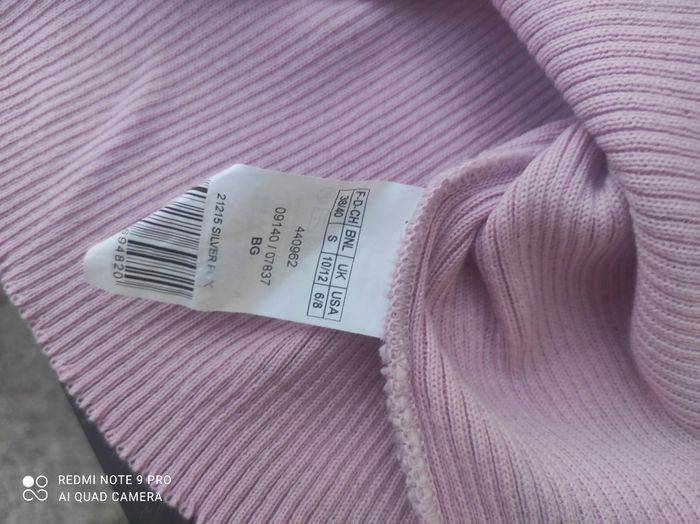 F-D-CH BNL UK USA
38/40 S 10/12 6/8
440962
09140 / 07837
BG
21215 SILVER
994820
REDMI NOTE 9 PRO
AI QUAD CAMERA